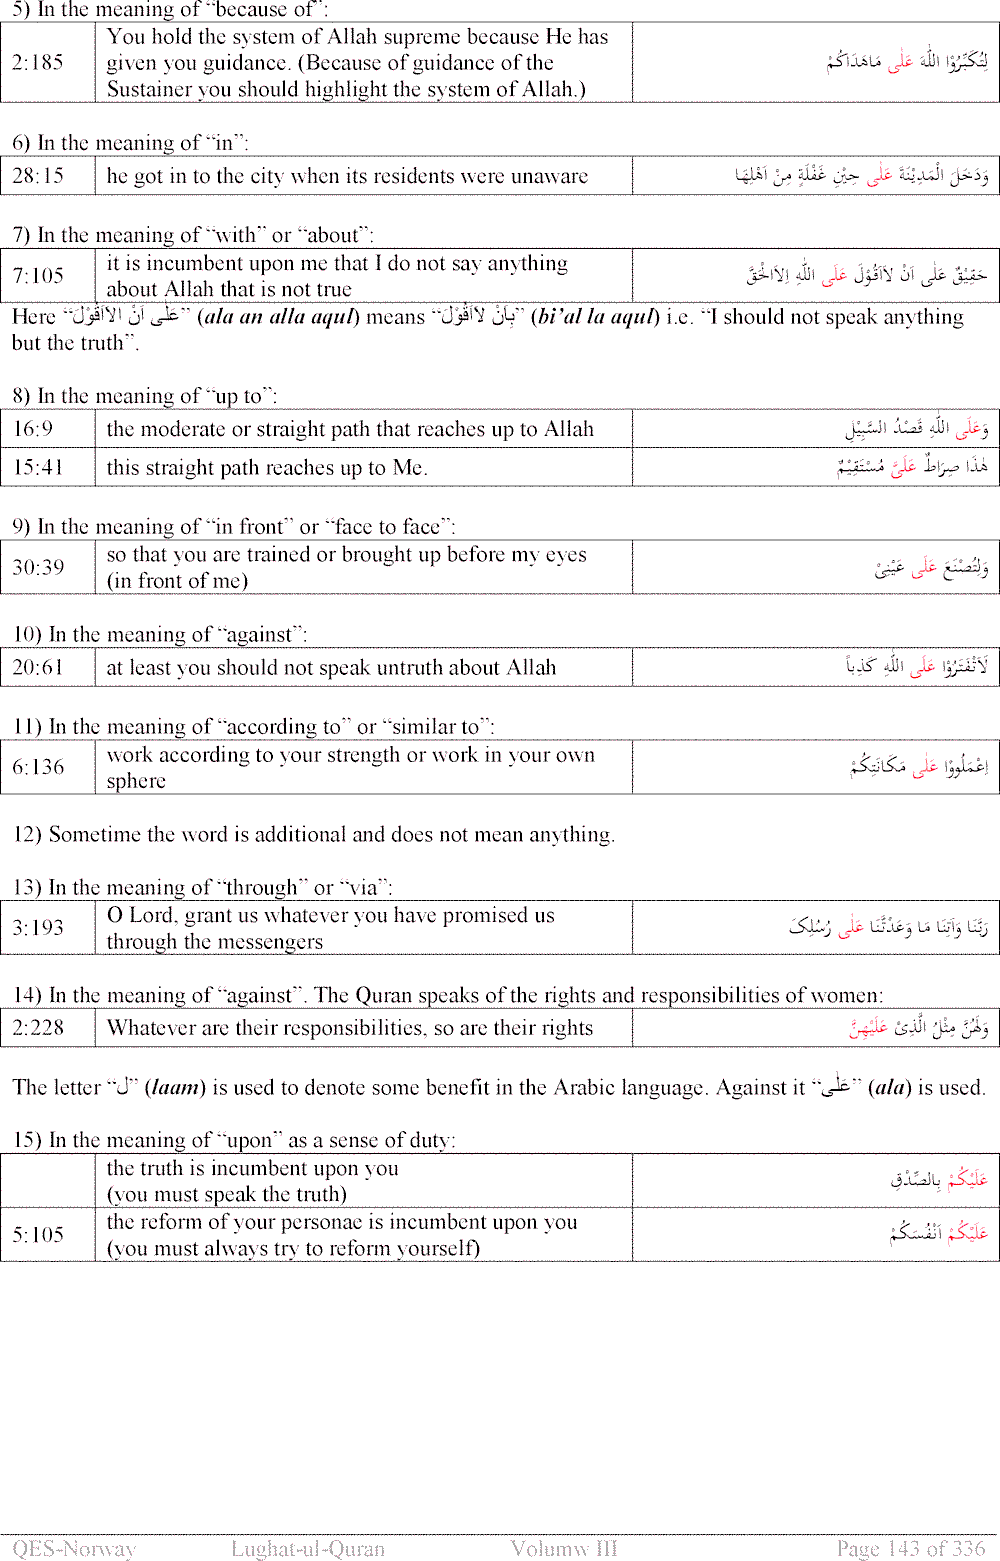 5) In the meaning of “because of”:
You hold the system of Allah supreme because He has
2:185 given you guidance. (Because of guidance of the لِتُكَبِّرُوْا اللّٰهَ عَلٰى مَاهَدَاكُمْ
Sustainer you should highlight the system of Allah.)
6) In the meaning of “in”:
28:15 he got in to the city when its residents were unaware وَدَخَلَ الْمَدِيْنَةَ عَلٰى حِيْنِ غَفْلَةٍ مِنْ اَهْلِهَا
7) In the meaning of “with” or “about”:
it is incumbent upon me that I do not say anything
7:105 about Allah that is not true حَقِيْقٌ عَلٰى اَنْ لَااَقُوْلَ عَلَى اللّٰهِ اِلَّاالْحَقَّ
Here “عَلٰى اَنْ الاَاَقُوْلَ” (ala an alla aqul) means “بِاَنْ لاَاَقُوْلَ” (bi’al la aqul) i.e. “I should not speak anything
but the truth”.
8) In the meaning of “up to”:
16:9 the moderate or straight path that reaches up to Allah وَعَلَى اللّٰهِ قَصْدُ السَّبِيْلِ
15:41 this straight path reaches up to Me. هٰذَا صِرَاطٌ عَلَىَّ مُسْتَقِيْمٌ
9) In the meaning of “in front” or “face to face”:
so that you are trained or brought up before my eyes
30:39 (in front of me) وَلِتُصْنَعَ عَلٰى عَيْنِىْ
10) In the meaning of “against”:
20:61 at least you should not speak untruth about Allah لَاتَفْتَرُوْا عَلَى اللّٰهِ كَذِباً
11) In the meaning of “according to” or “similar to”:
work according to your strength or work in your own
6:136 sphere اِعْمَلُووْا عَلٰى مَكَانَتِكُمْ
12) Sometime the word is additional and does not mean anything.
13) In the meaning of “through” or “via”:
O Lord, grant us whatever you have promised us
3:193 through the messengers رَبَّنَا وَآتِنَا مَا وَعَدْتَّنَا عَلٰى رُسُلِكَ
14) In the meaning of “against”. The Quran speaks of the rights and responsibilities of women:
2:228 Whatever are their responsibilities, so are their rights وَلَهُنَّ مِثْلُ الَّذِىْ عَلَيْهِنَّ
The letter “ل” (laam) is used to denote some benefit in the Arabic language. Against it “عَلٰى” (ala) is used.
15) In the meaning of “upon” as a sense of duty:
the truth is incumbent upon you
(you must speak the truth) عَلَيْكُمْ بِالصِّدْقِ
the reform of your personae is incumbent upon you
5:105 (you must always try to reform yourself) عَلَيْكُمْ اَنْفُسَكُمْ
QES-Norway Lughat-ul-Quran Volumw III Page 143 of 336